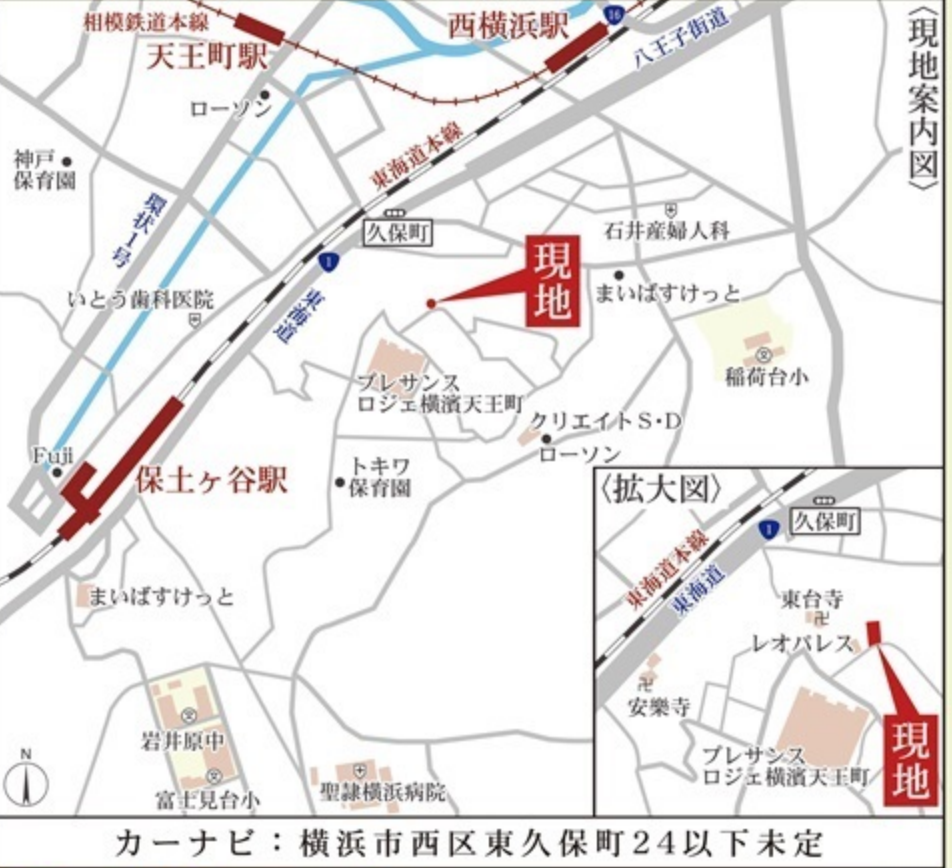 〈現地案内図〉
相模鉄道本線
天王町駅
西横浜駅
16
八王子街道
ローソン
神戸
保育園
東海道本線
環状1号
久保町
石井産婦人科
1
現地
まいばすけっと
いとう歯科医院
東海道
稲荷台小
プレサンス
ロジェ横濱天王町
クリエイトS・D
ローソン
Fuji
保土ヶ谷駅
トキワ
保育園
まいばすけっと
岩井原中
富士見台小
聖隷横浜病院
N
〈拡大図〉
久保町
1
東海道本線
東海道
東台寺
レオパレス
安樂寺
プレサンス
ロジェ横濱天王町
現地
カーナビ：横浜市西区東久保町24以下未定